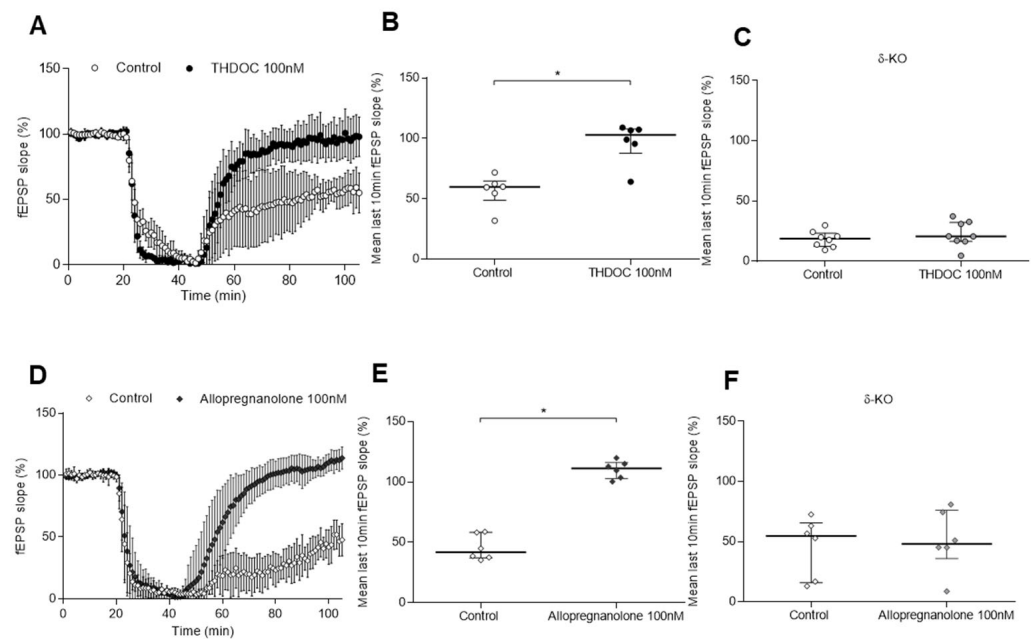 A
Control
THDOC 100nM
fEPSP slope (%)
150
100
50
0
0 20 40 60 80 100
Time (min)
B
*
Mean last 10min fEPSP slope (%)
150
100
50
0
Control THDOC 100nM
C
δ-KO
Mean last 10min fEPSP slope (%)
150
100
50
0
Control THDOC 100nM
D
Control
Allopregnanolone 100nM
fEPSP slope (%)
150
100
50
0
0 20 40 60 80 100
Time (min)
E
*
Mean last 10min fEPSP slope (%)
150
100
50
0
Control Allopregnanolone 100nM
F
δ-KO
Mean last 10min fEPSP slope (%)
150
100
50
0
Control Allopregnanolone 100nM